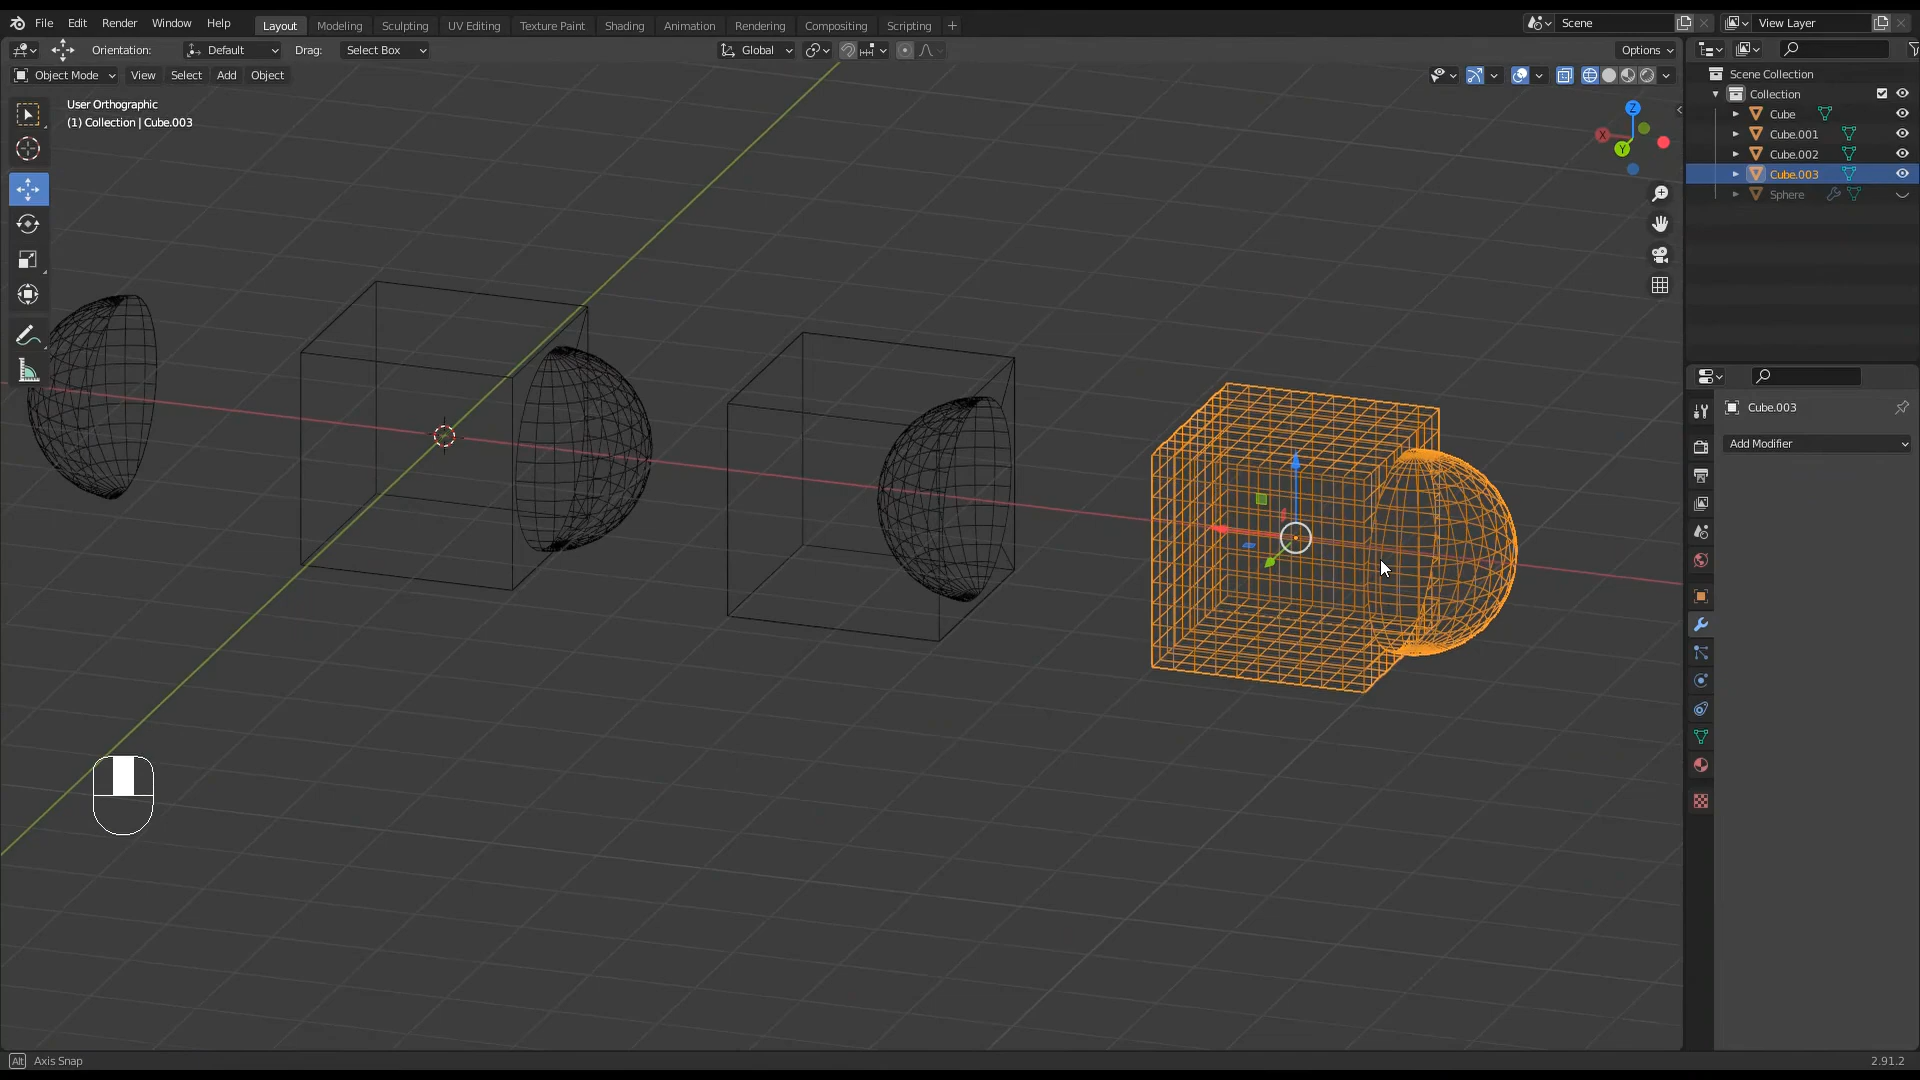 File Edit Render Window Help Layout Modeling Sculpting UV Editing Texture Paint Shading Animation Rendering Compositing Scripting + Scene View Layer
Orientation: Default Drag: Select Box Global Options
Object Mode View Select Add Object
User Orthographic
(1) Collection | Cube.003
Z
X
Y
Scene Collection
Collection
Cube
Cube.001
Cube.002
Cube.003
Sphere
Cube.003
Add Modifier
Alt Axis Snap 2.91.2